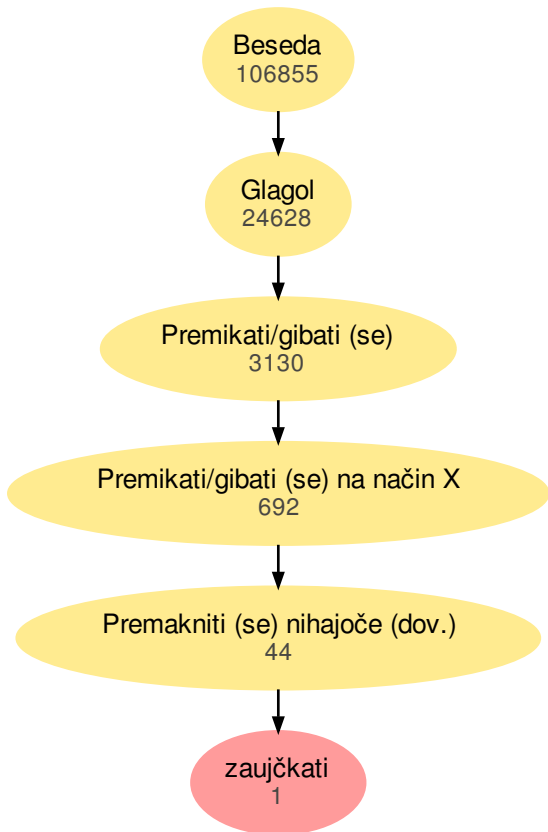 Beseda
106855
Glagol
24628
Premikati/gibati (se)
3130
Premikati/gibati (se) na način X
692
Premakniti (se) nihajoče (dov.)
44
zaujčkati
1